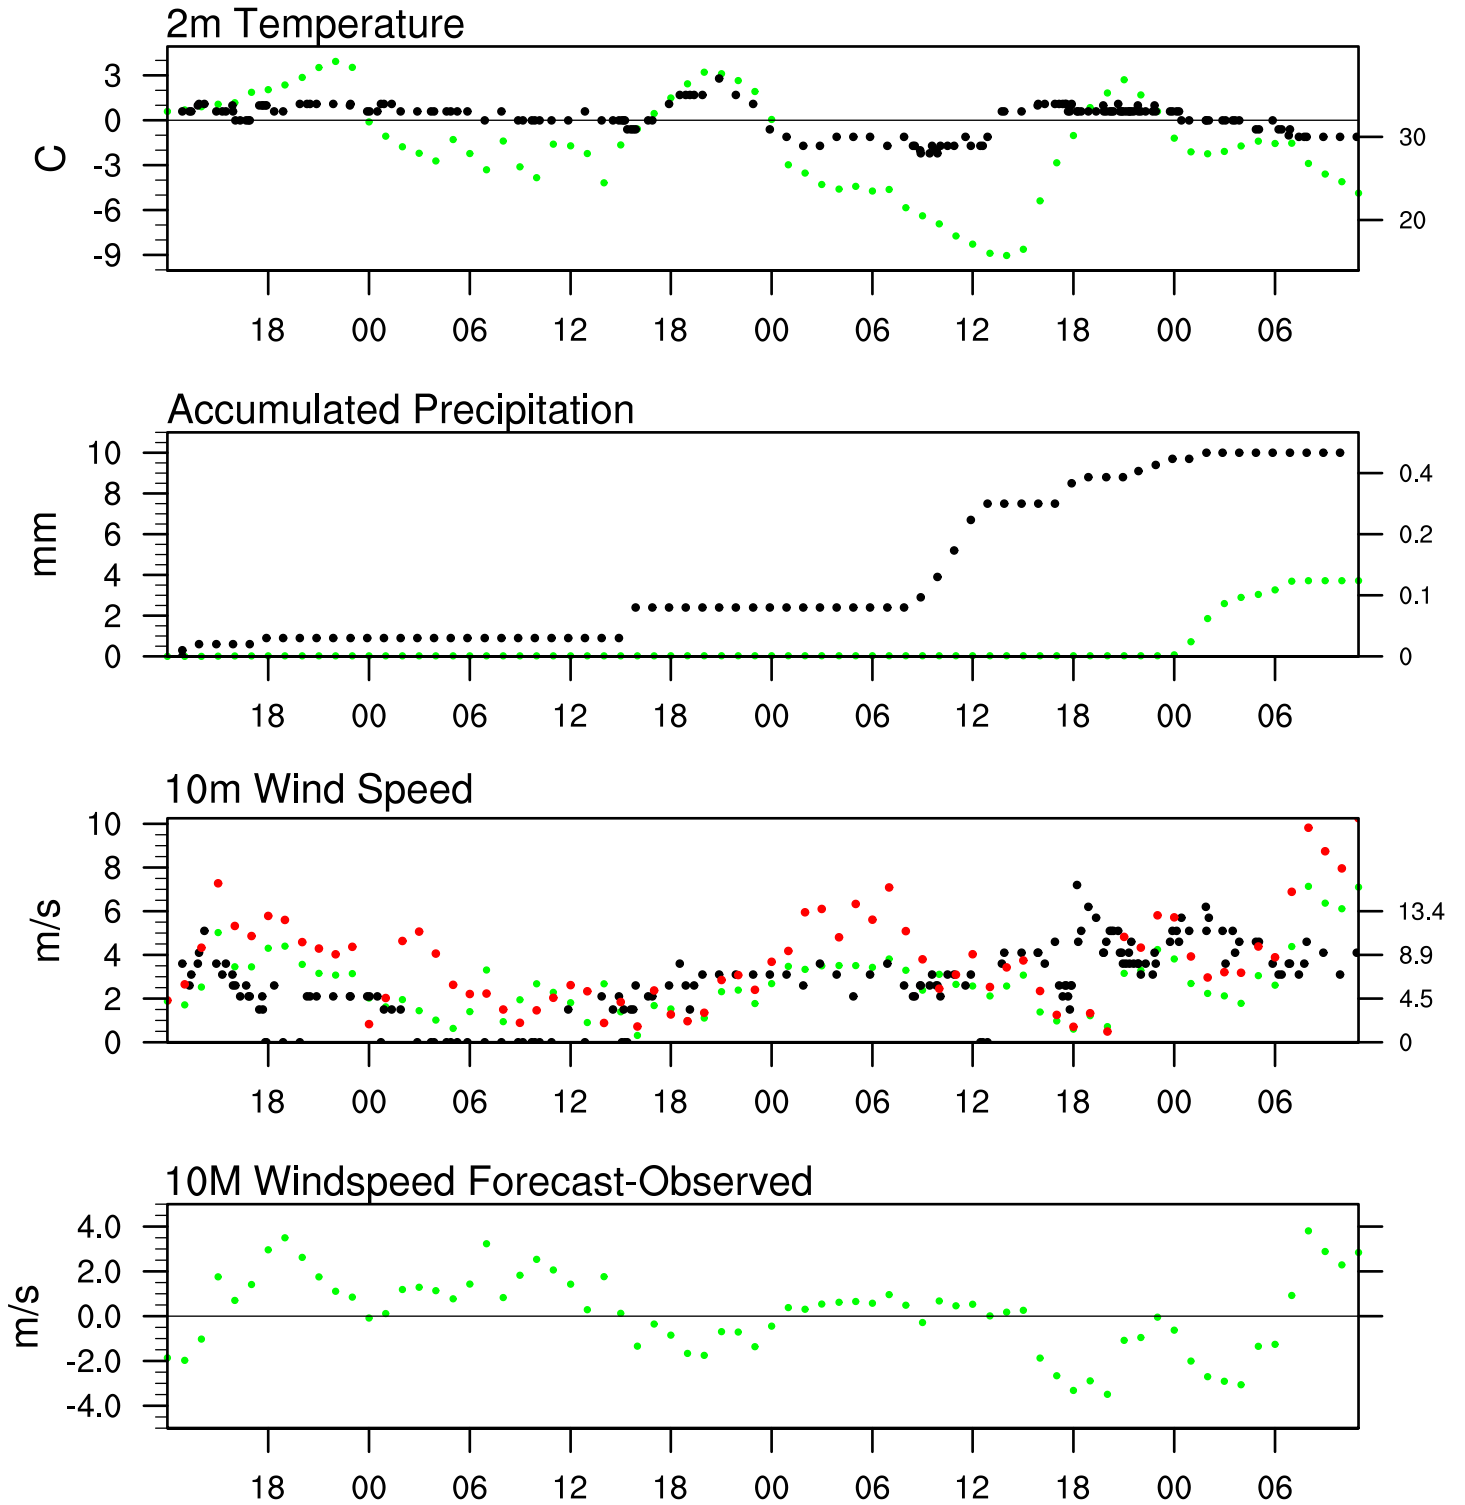 2m Temperature
3
0
-3
-6
-9
C
30
20
18 00 06 12 18 00 06 12 18 00 06
Accumulated Precipitation
10
8
6
4
2
0
mm
0.4
0.2
0.1
0
18 00 06 12 18 00 06 12 18 00 06
10m Wind Speed
10
8
6
4
2
0
m/s
13.4
8.9
4.5
0
18 00 06 12 18 00 06 12 18 00 06
10M Windspeed Forecast-Observed
4.0
2.0
0.0
-2.0
-4.0
m/s
18 00 06 12 18 00 06 12 18 00 06